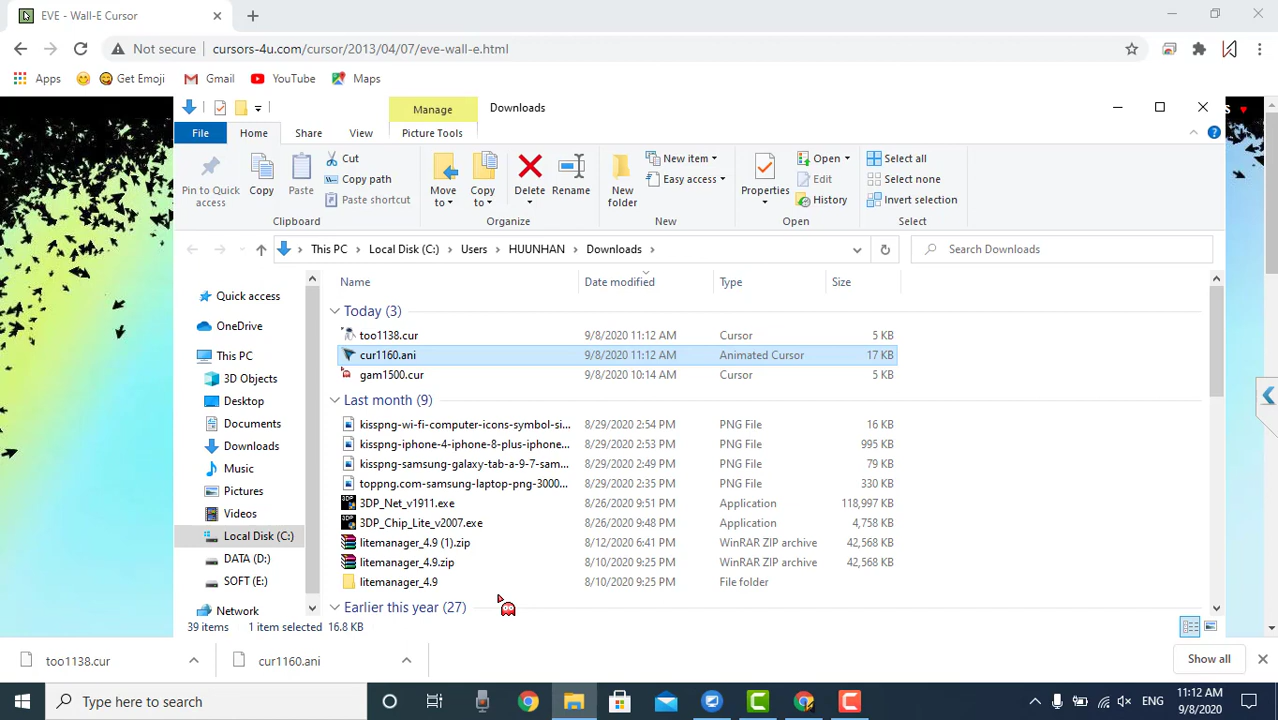 EVE - Wall-E Cursor
Not secure cursors-4u.com/cursor/2013/04/07/eve-wall-e.html
Apps Get Emoji Gmail YouTube Maps
Manage Downloads
File Home Share View Picture Tools
Pin to Quick access
Copy
Paste
Cut
Copy path
Paste shortcut
Move to
Copy to
Delete
Rename
New folder
New item
Easy access
Properties
Open
Edit
History
Select all
Select none
Invert selection
Clipboard Organize New Open Select
This PC Local Disk (C:) Users HUUNHAN Downloads
Search Downloads
Quick access
OneDrive
This PC
3D Objects
Desktop
Documents
Downloads
Music
Pictures
Videos
Local Disk (C:)
DATA (D:)
SOFT (E:)
Network
Name Date modified Type Size
Today (3)
too1138.cur 9/8/2020 11:12 AM Cursor 5 KB
cur1160.ani 9/8/2020 11:12 AM Animated Cursor 17 KB
gam1500.cur 9/8/2020 10:14 AM Cursor 5 KB
Last month (9)
kisspng-wi-fi-computer-icons-symbol-si... 8/29/2020 2:54 PM PNG File 16 KB
kisspng-iphone-4-iphone-8-plus-iphone... 8/29/2020 2:53 PM PNG File 995 KB
kisspng-samsung-galaxy-tab-a-9-7-sam... 8/29/2020 2:49 PM PNG File 79 KB
toppng.com-samsung-laptop-png-3000... 8/29/2020 2:35 PM PNG File 330 KB
3DP_Net_v1911.exe 8/26/2020 9:51 PM Application 118,997 KB
3DP_Chip_Lite_v2007.exe 8/26/2020 9:48 PM Application 4,758 KB
litemanager_4.9 (1).zip 8/12/2020 6:41 PM WinRAR ZIP archive 42,568 KB
litemanager_4.9.zip 8/10/2020 9:25 PM WinRAR ZIP archive 42,568 KB
litemanager_4.9 8/10/2020 9:25 PM File folder
Earlier this year (27)
39 items 1 item selected 16.8 KB
too1138.cur cur1160.ani Show all
Type here to search
ENG
11:12 AM
9/8/2020